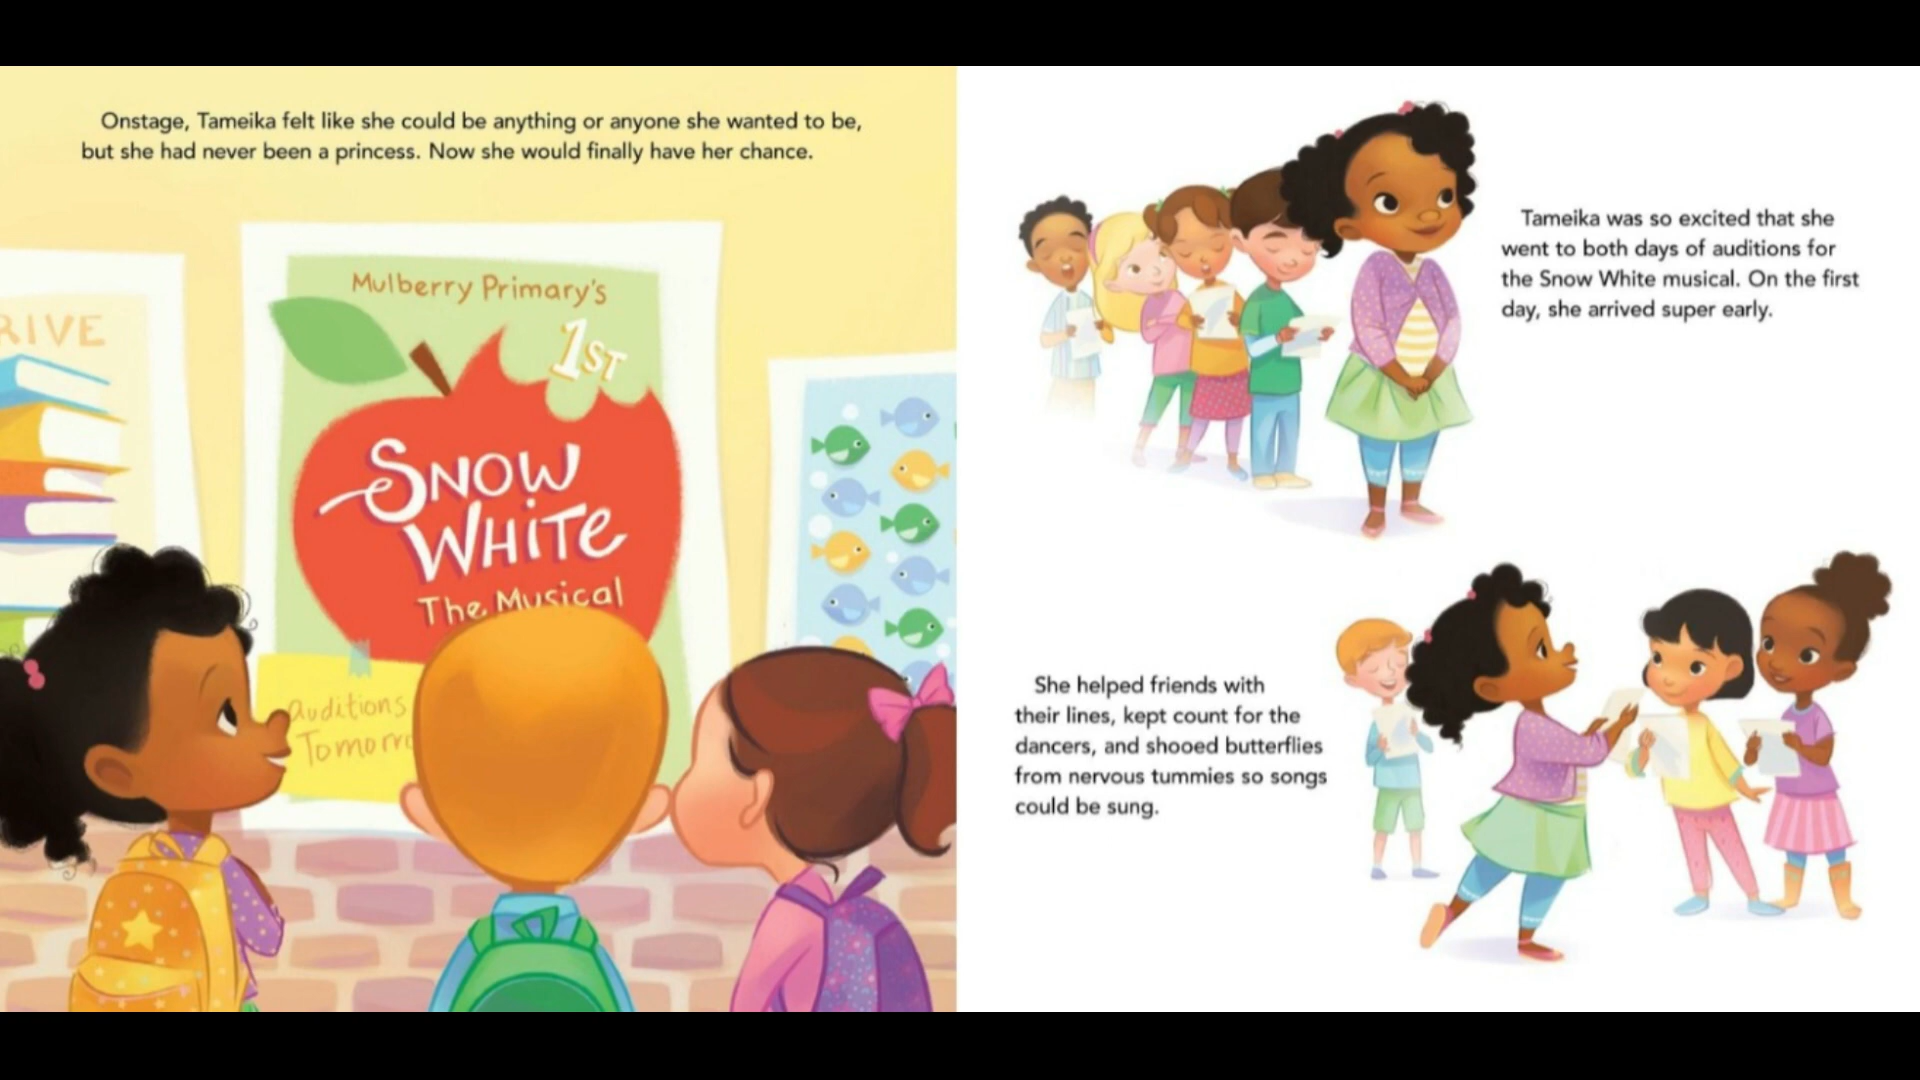 Onstage, Tameika felt like she could be anything or anyone she wanted to be,
but she had never been a princess. Now she would finally have her chance.
RIVE
Mulberry Primary's
1ST
SNOW
WHITE
The Musical
Auditions
Tomorro
Tameika was so excited that she
went to both days of auditions for
the Snow White musical. On the first
day, she arrived super early.
She helped friends with
their lines, kept count for the
dancers, and shooed butterflies
from nervous tummies so songs
could be sung.